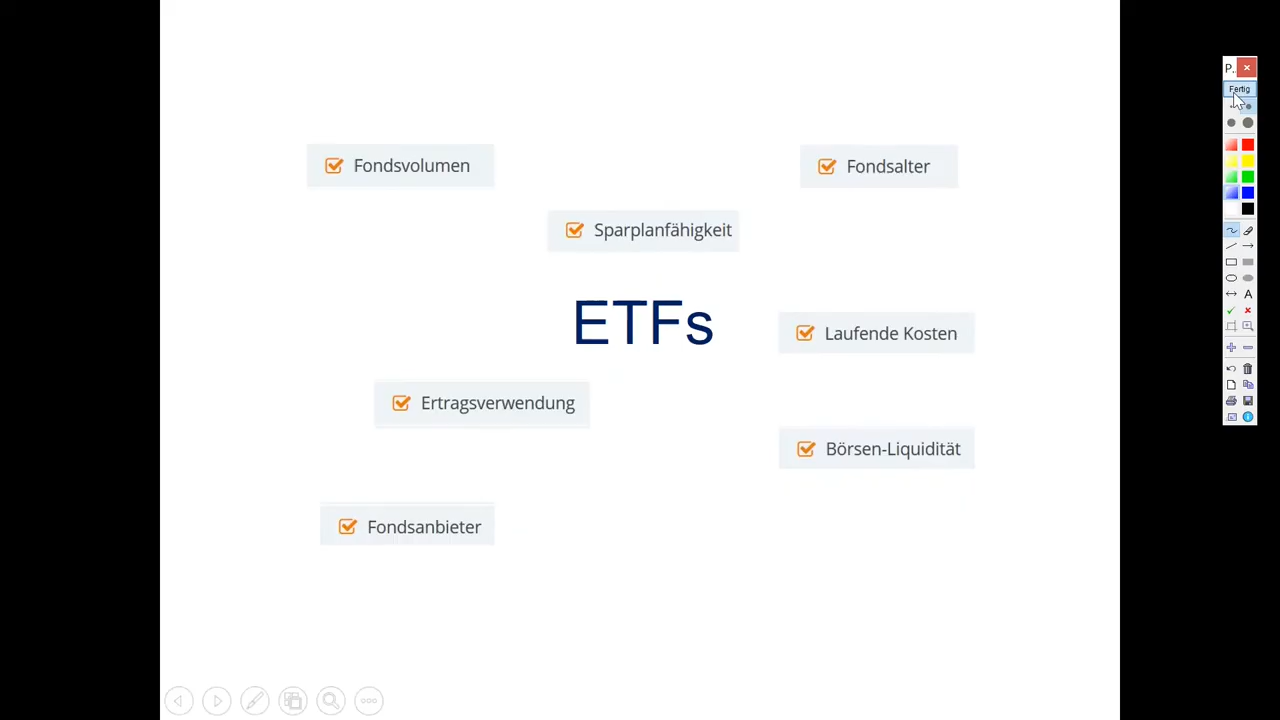 P..
Fertig
Fondsvolumen
Fondsalter
Sparplanfähigkeit
ETFs
Laufende Kosten
Ertragsverwendung
Börsen-Liquidität
Fondsanbieter
A